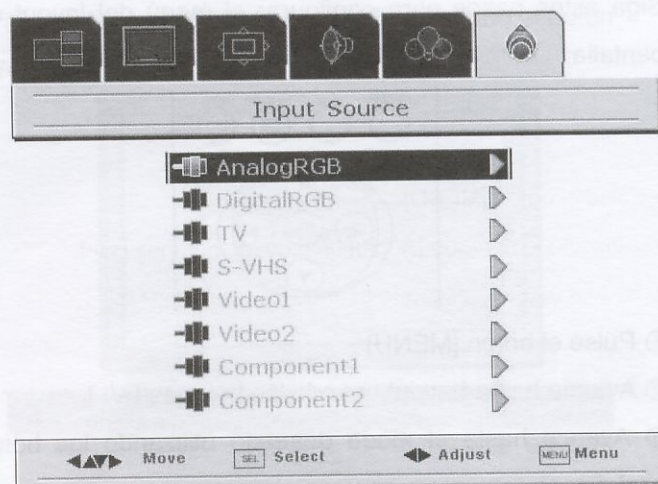 Input Source
AnalogRGB
DigitalRGB
TV
S-VHS
Video1
Video2
Component1
Component2
Move SEL Select Adjust MENU Menu